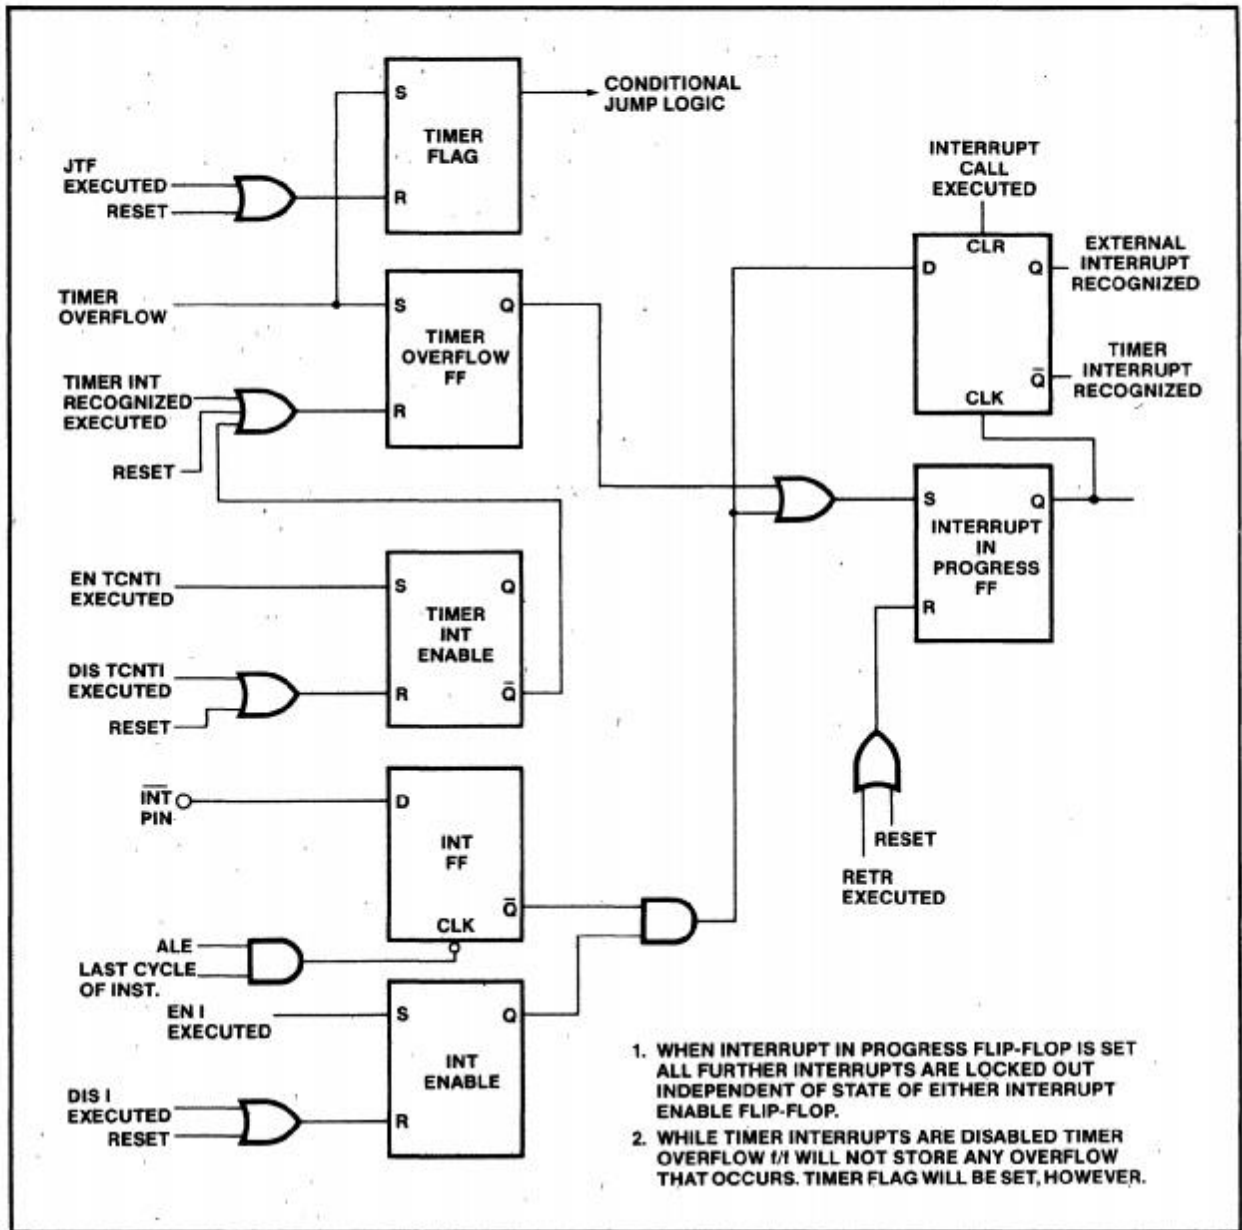 S
TIMER
FLAG
R
CONDITIONAL
JUMP LOGIC
JTF
EXECUTED
RESET
TIMER
OVERFLOW
S
Q
TIMER
OVERFLOW
FF
R
TIMER INT
RECOGNIZED
EXECUTED
RESET
EN TCNTI
EXECUTED
S
Q
TIMER
INT
ENABLE
R
Q̅
DIS TCNTI
EXECUTED
RESET
I̅N̅T̅
PIN
D
INT
FF
Q̅
CLK
ALE
LAST CYCLE
OF INST.
EN I
EXECUTED
S
Q
INT
ENABLE
R
DIS I
EXECUTED
RESET
INTERRUPT
CALL
EXECUTED
CLR
D
Q
EXTERNAL
INTERRUPT
RECOGNIZED
Q̅
TIMER
INTERRUPT
RECOGNIZED
CLK
S
Q
INTERRUPT
IN
PROGRESS
FF
R
RESET
RETR
EXECUTED
1. WHEN INTERRUPT IN PROGRESS FLIP-FLOP IS SET
ALL FURTHER INTERRUPTS ARE LOCKED OUT
INDEPENDENT OF STATE OF EITHER INTERRUPT
ENABLE FLIP-FLOP.
2. WHILE TIMER INTERRUPTS ARE DISABLED TIMER
OVERFLOW f/f WILL NOT STORE ANY OVERFLOW
THAT OCCURS. TIMER FLAG WILL BE SET, HOWEVER.